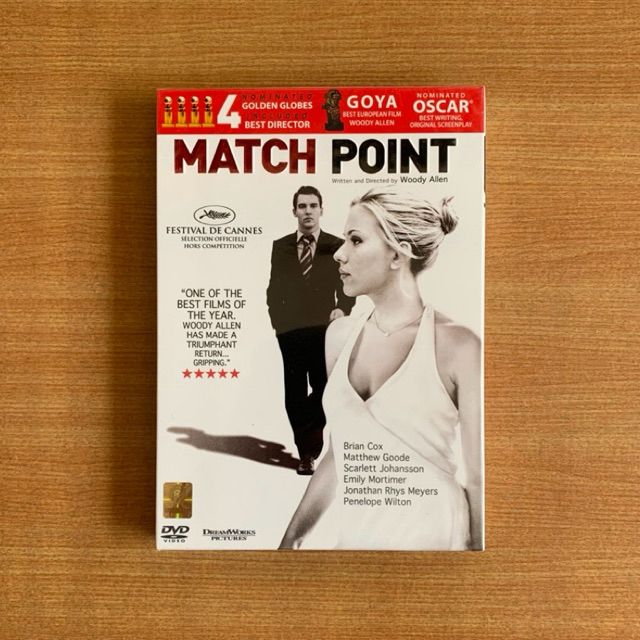 4
NOMINATED
GOLDEN GLOBES
INCLUDED
BEST DIRECTOR
GOYA
BEST EUROPEAN FILM
WOODY ALLEN
NOMINATED
OSCAR®
BEST WRITING,
ORIGINAL SCREENPLAY
MATCH POINT
Written and Directed by Woody Allen
FESTIVAL DE CANNES
SÉLECTION OFFICIELLE
HORS COMPÉTITION
"ONE OF THE
BEST FILMS OF
THE YEAR.
WOODY ALLEN
HAS MADE A
TRIUMPHANT
RETURN...
GRIPPING."
Brian Cox
Matthew Goode
Scarlett Johansson
Emily Mortimer
Jonathan Rhys Meyers
Penelope Wilton
DVD
VIDEO
DREAMWORKS
PICTURES